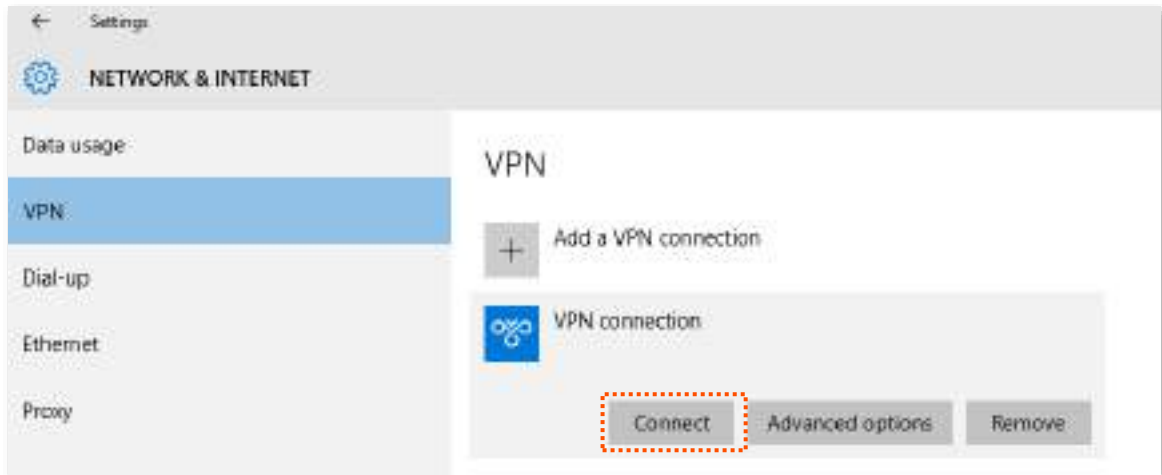 Settings
NETWORK & INTERNET
Data usage
VPN
Dial-up
Ethernet
Proxy
VPN
Add a VPN connection
VPN connection
Connect
Advanced options
Remove